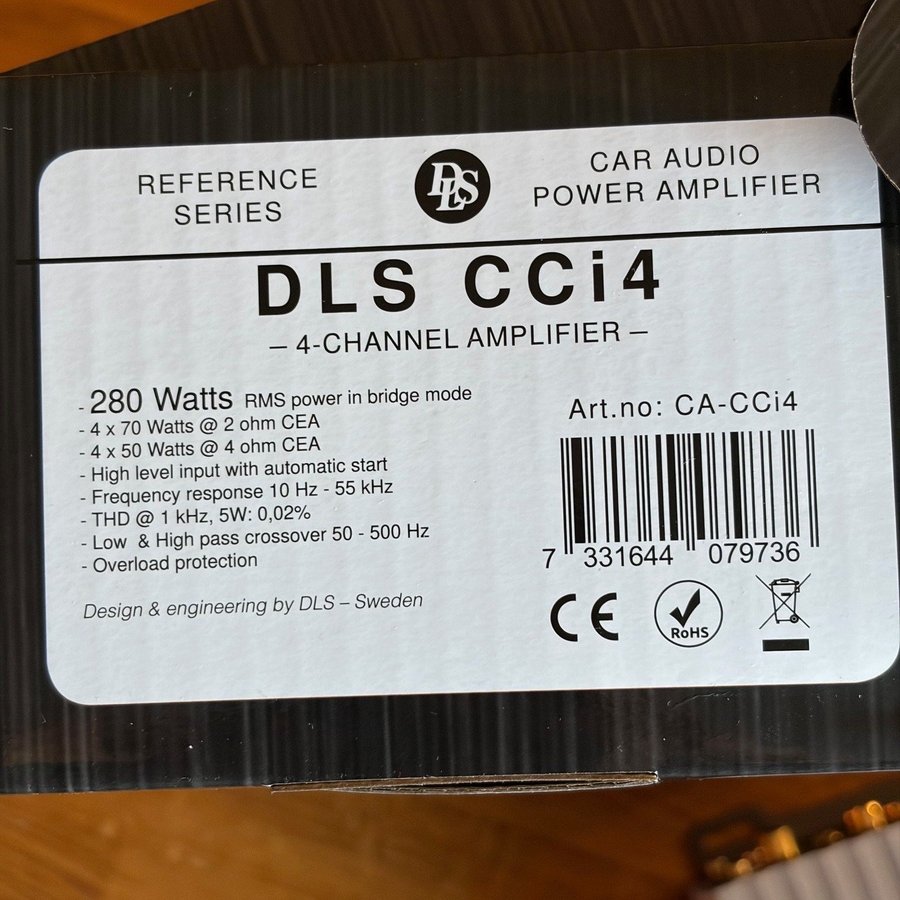 REFERENCE
SERIES
DLS
CAR AUDIO
POWER AMPLIFIER
DLS CCi4
– 4-CHANNEL AMPLIFIER –
- 280 Watts RMS power in bridge mode
- 4 x 70 Watts @ 2 ohm CEA
- 4 x 50 Watts @ 4 ohm CEA
- High level input with automatic start
- Frequency response 10 Hz - 55 kHz
- THD @ 1 kHz, 5W: 0,02%
- Low & High pass crossover 50 - 500 Hz
- Overload protection
Design & engineering by DLS – Sweden
Art.no: CA-CCi4
7 331644 079736
CE
RoHS